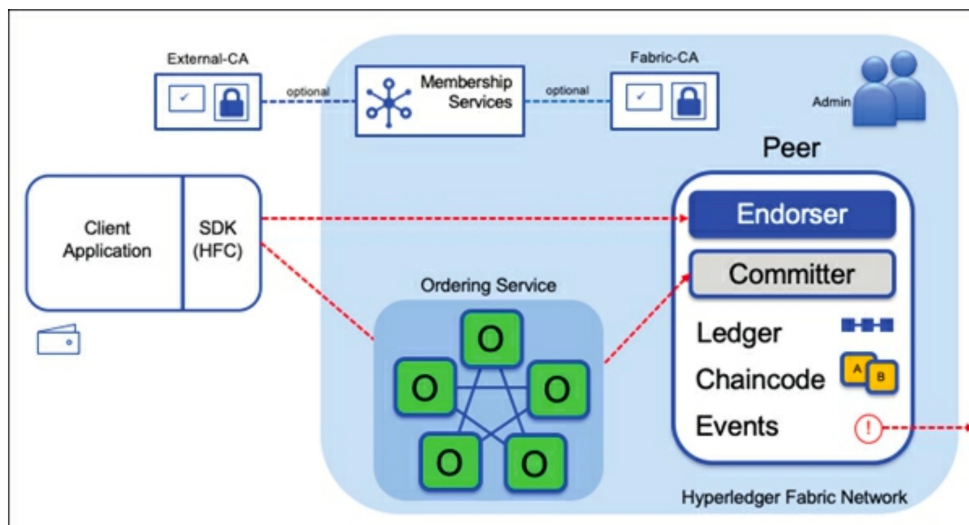 External-CA
optional
Membership
Services
optional
Fabric-CA
Admin
Peer
Client
Application
SDK
(HFC)
Endorser
Committer
Ordering Service
O
O
O
O
O
Ledger
Chaincode
A
B
Events
!
Hyperledger Fabric Network